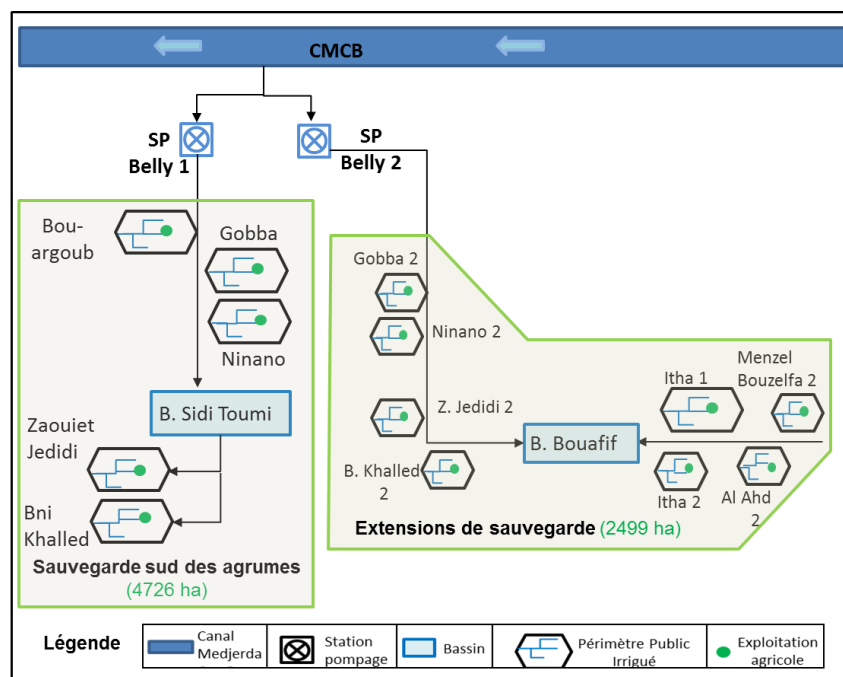 CMCB
SP
Belly 1
SP
Belly 2
Bou-
argoub
Gobba
Ninano
B. Sidi Toumi
Zaouiet
Jedidi
Bni
Khalled
Sauvegarde sud des agrumes
(4726 ha)
Gobba 2
Ninano 2
Z. Jedidi 2
B. Khalled
2
B. Bouafif
Itha 1
Menzel
Bouzelfa 2
Itha 2
Al Ahd
2
Extensions de sauvegarde (2499 ha)
Légende
Canal
Medjerda
Station
pompage
Bassin
Périmètre Public
Irrigué
Exploitation
agricole